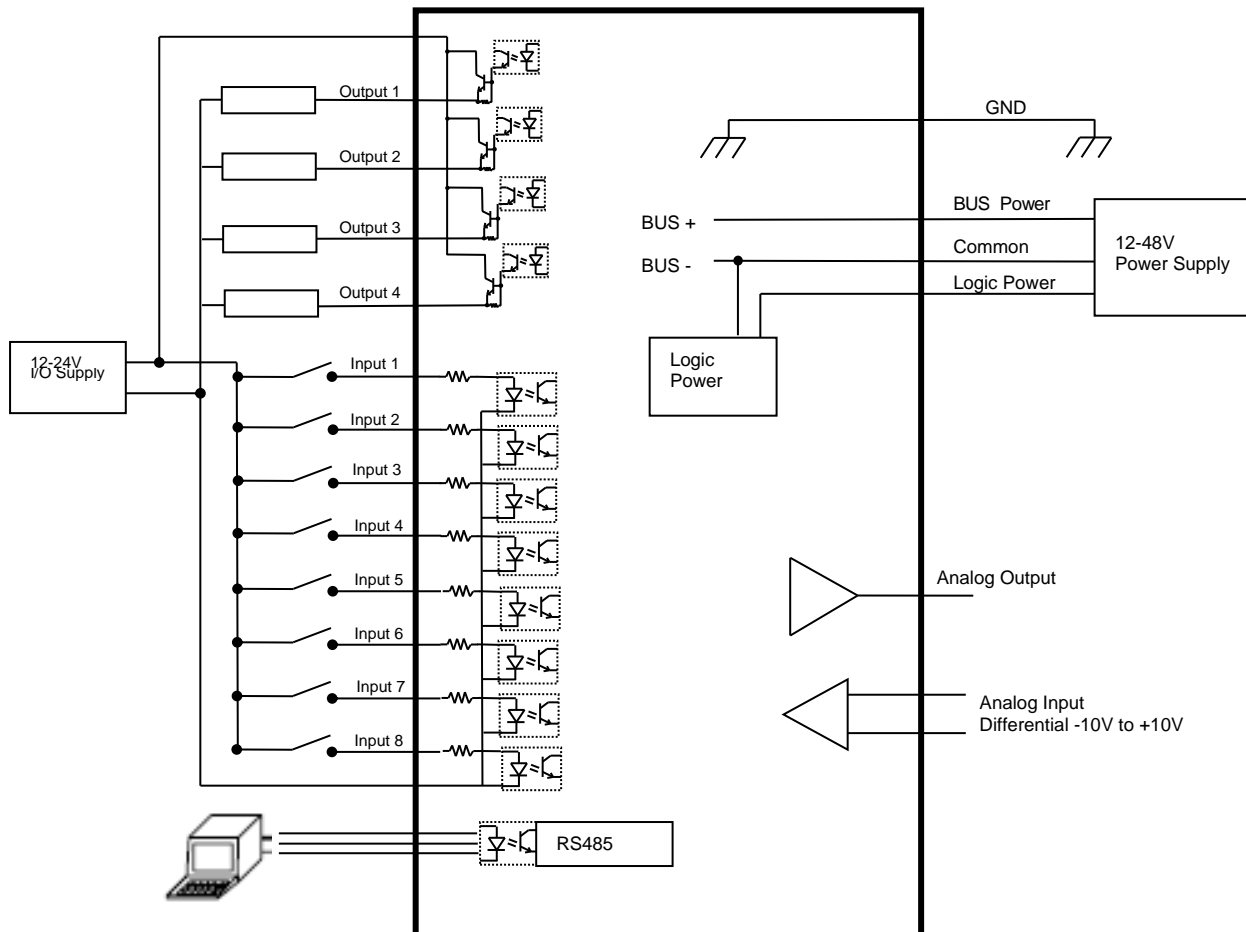 Output 1
Output 2
Output 3
Output 4
12-24V
I/O Supply
Input 1
Input 2
Input 3
Input 4
Input 5
Input 6
Input 7
Input 8
RS485
GND
BUS +
BUS -
BUS Power
Common
Logic Power
12-48V
Power Supply
Logic
Power
Analog Output
Analog Input
Differential -10V to +10V